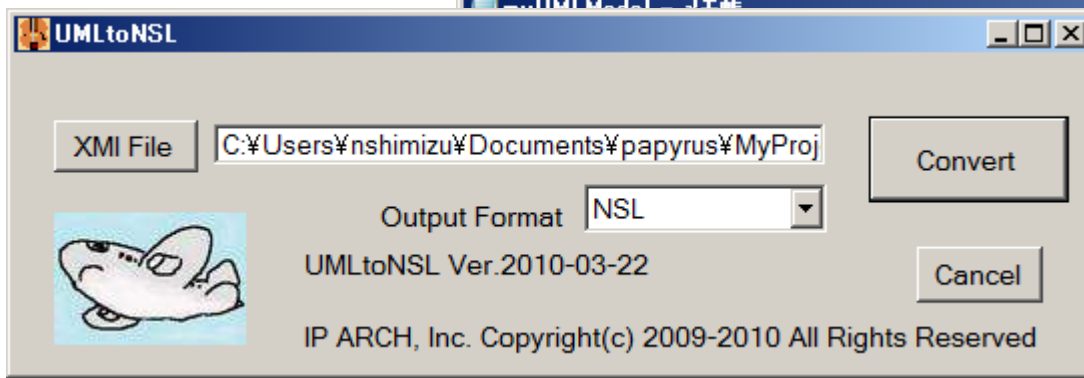 UMLtoNSL
XMI File C:¥Users¥nshimizu¥Documents¥papyrus¥MyProj
Convert
Output Format NSL
UMLtoNSL Ver.2010-03-22
Cancel
IP ARCH, Inc. Copyright(c) 2009-2010 All Rights Reserved